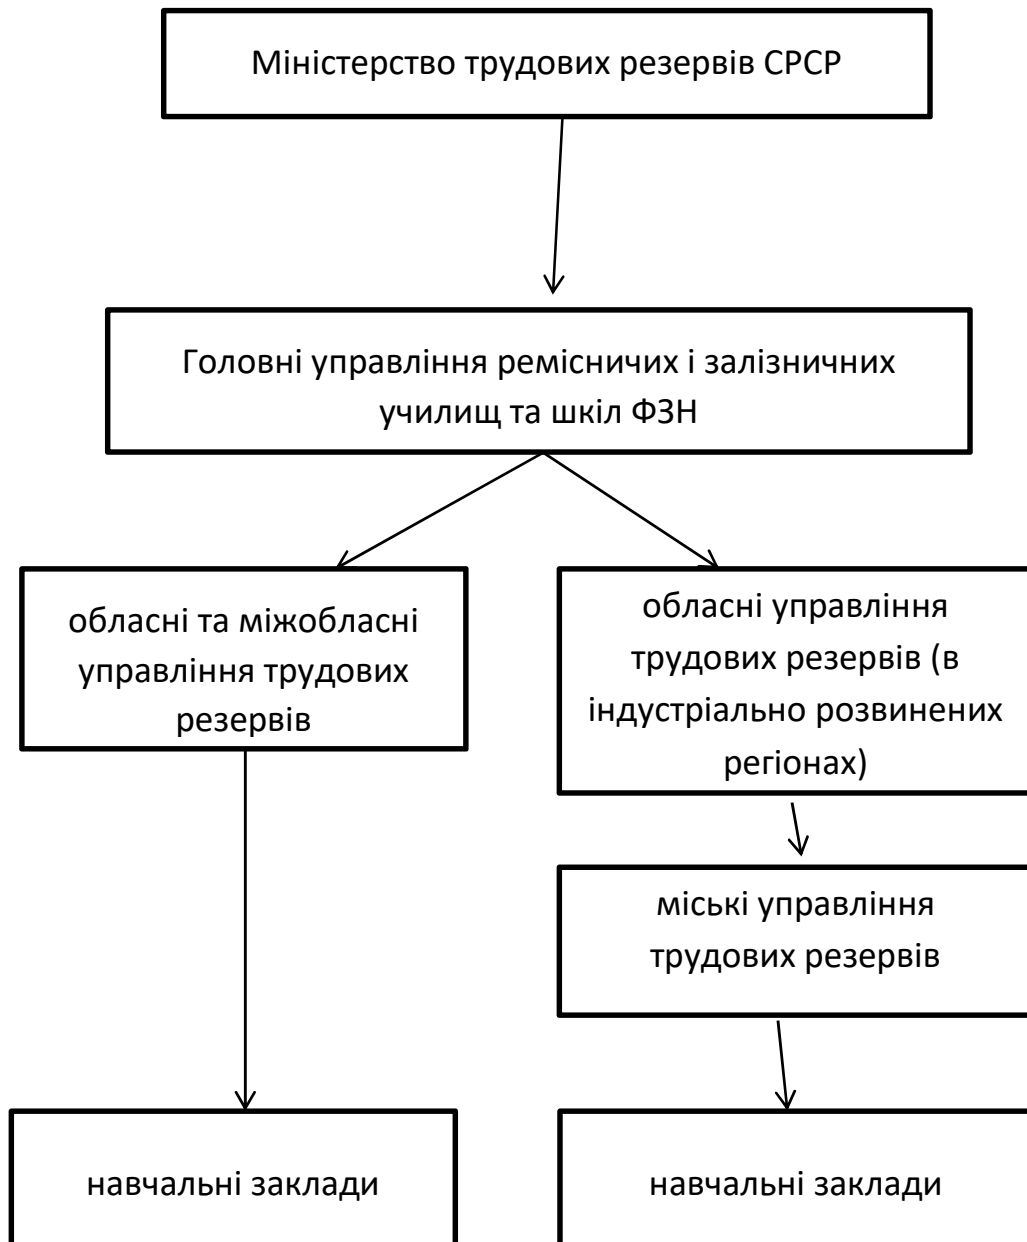 Міністерство трудових резервів СРСР
Головні управління ремісничих і залізничних
училищ та шкіл ФЗН
обласні та міжобласні
управління трудових
резервів
обласні управління
трудових резервів (в
індустріально розвинених
регіонах)
міські управління
трудових резервів
навчальні заклади
навчальні заклади